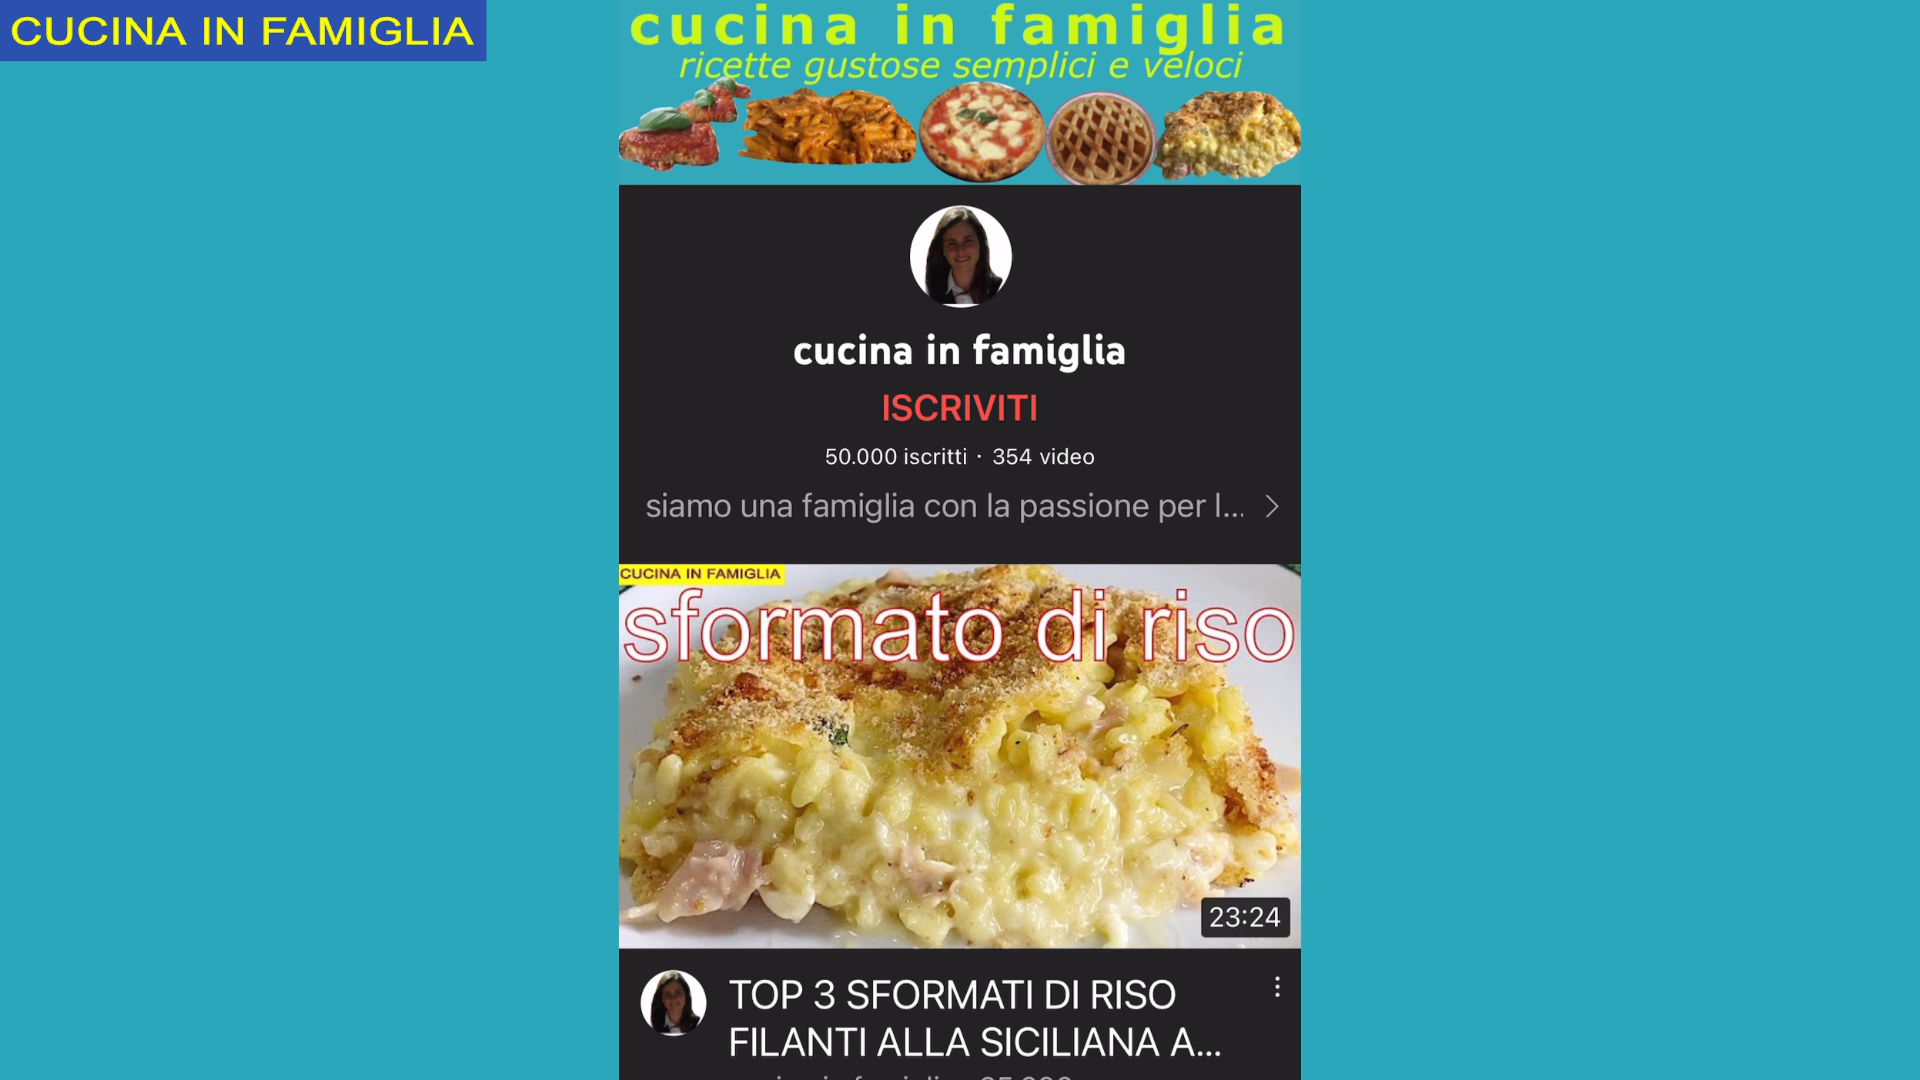 CUCINA IN FAMIGLIA
cucina in famiglia
ricette gustose semplici e veloci
cucina in famiglia
ISCRIVITI
50.000 iscritti · 354 video
siamo una famiglia con la passione per l...
CUCINA IN FAMIGLIA
sformato di riso
23:24
TOP 3 SFORMATI DI RISO
FILANTI ALLA SICILIANA A...